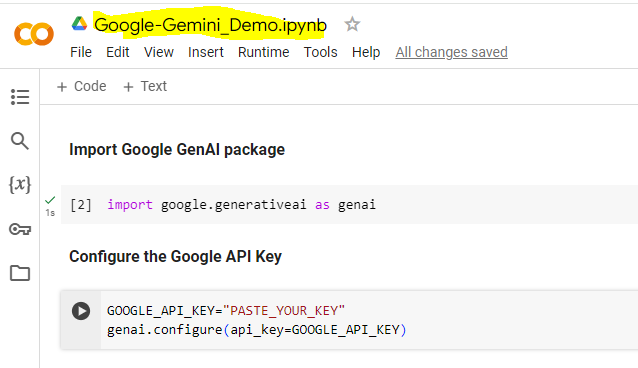 Google-Gemini_Demo.ipynb
File Edit View Insert Runtime Tools Help All changes saved
+ Code + Text
Import Google GenAI package
1s [2] import google.generativeai as genai
Configure the Google API Key
GOOGLE_API_KEY="PASTE_YOUR_KEY"
genai.configure(api_key=GOOGLE_API_KEY)
{x}